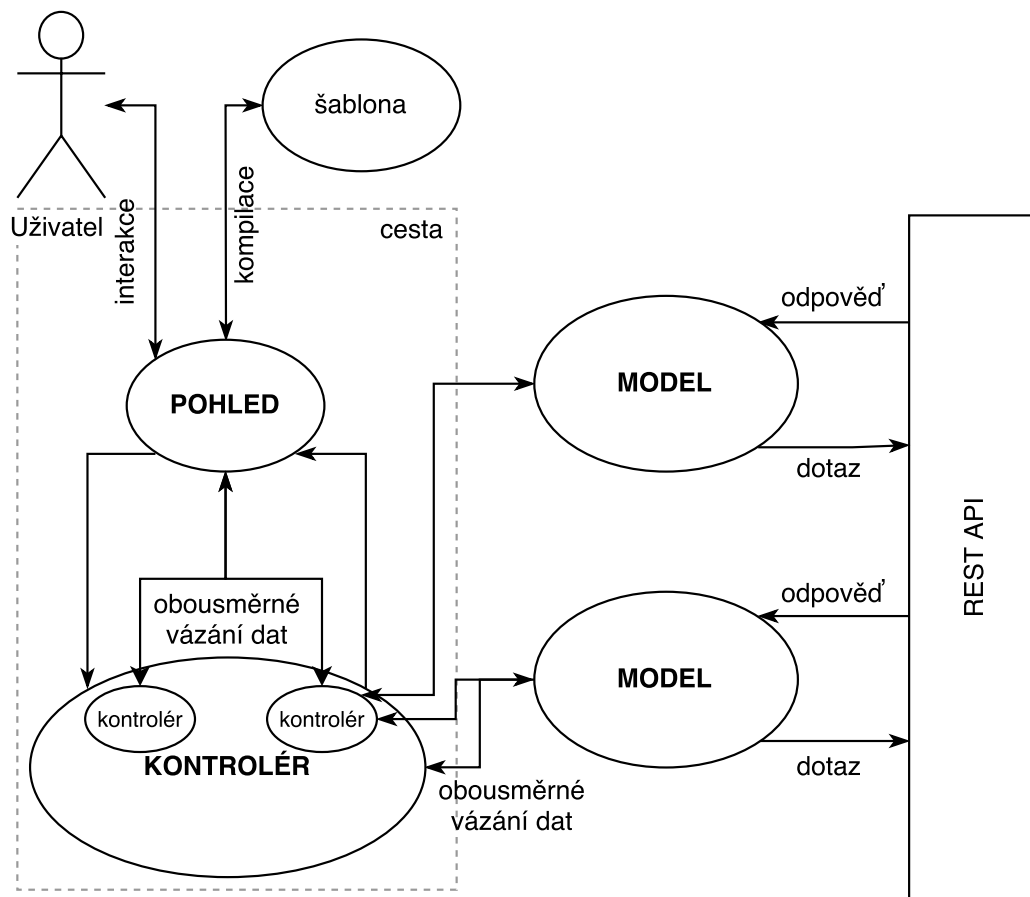 šablona
Uživatel
cesta
interakce
kompilace
odpověď
MODEL
POHLED
dotaz
REST API
odpověď
obousměrné
vázání dat
MODEL
kontrolér
kontrolér
KONTROLÉR
dotaz
obousměrné
vázání dat